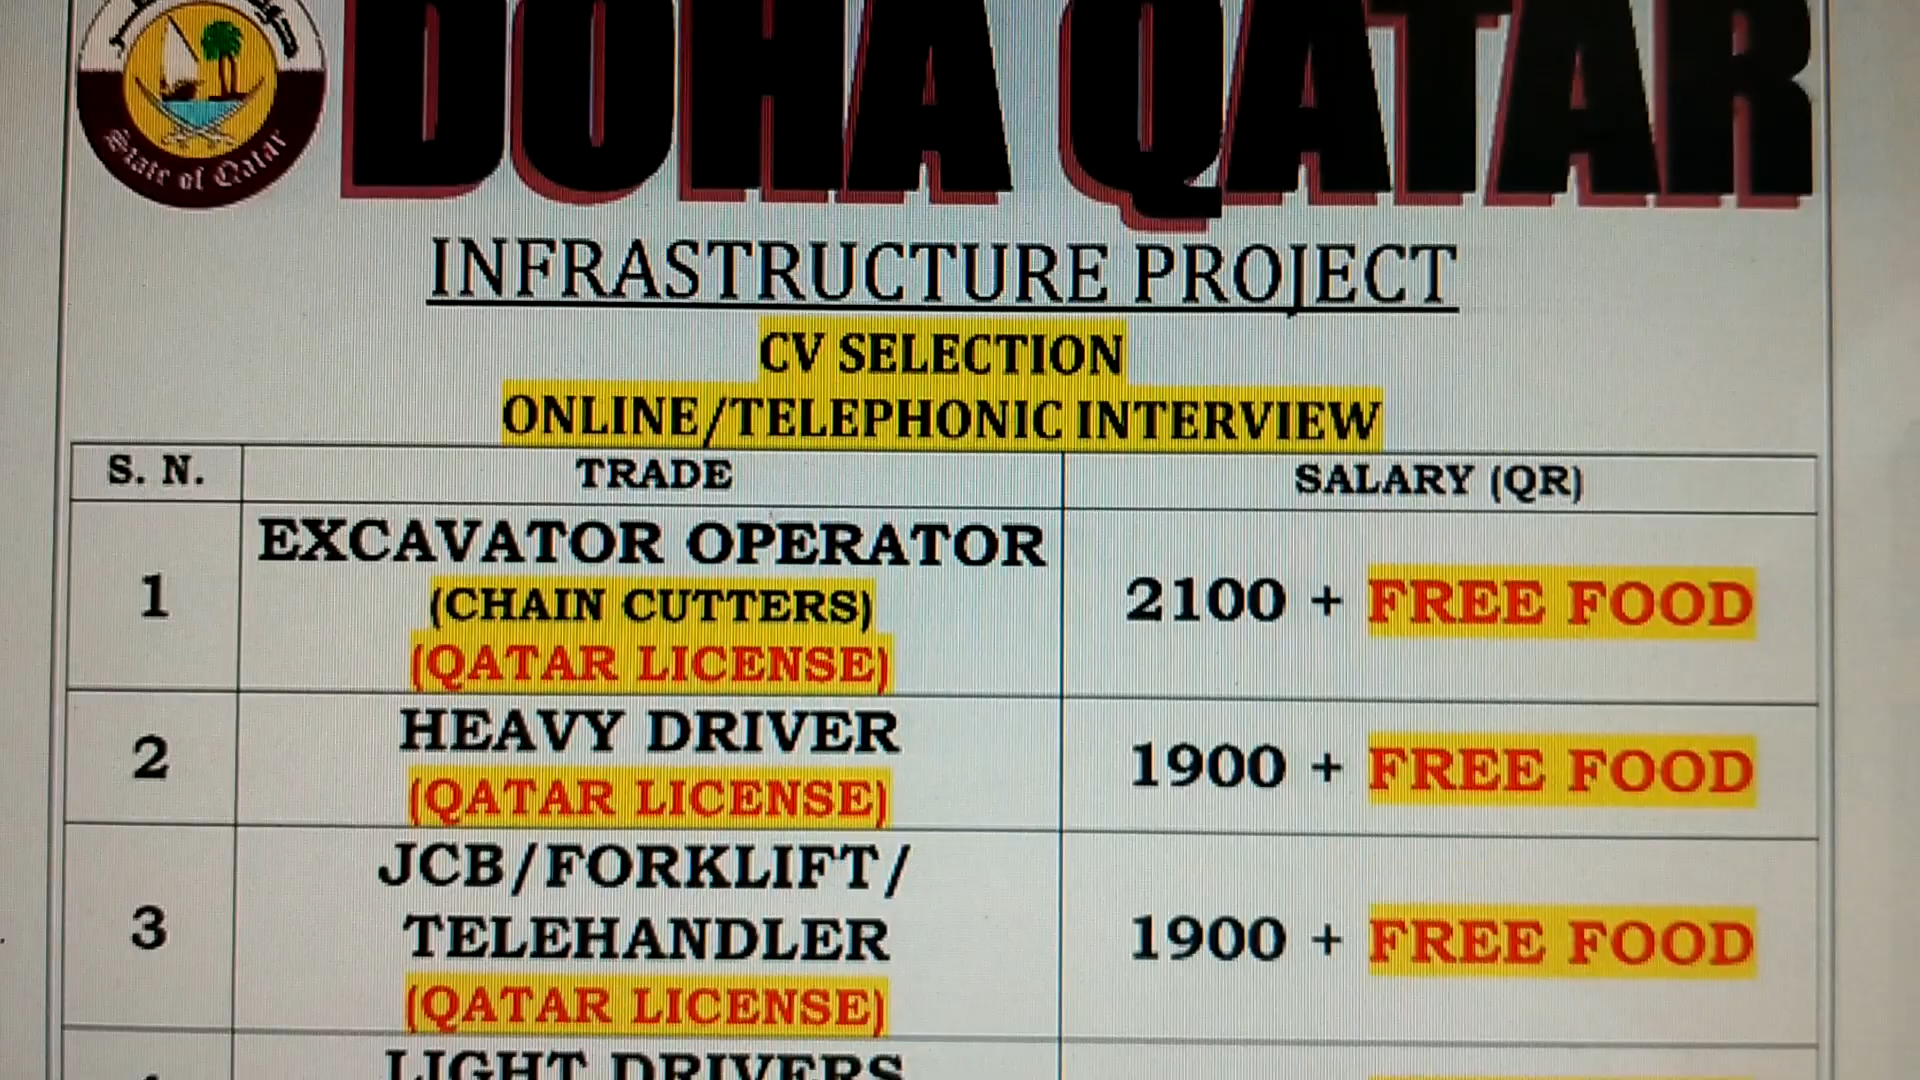 DOHA QATAR
State of Qatar
INFRASTRUCTURE PROJECT
CV SELECTION
ONLINE/TELEPHONIC INTERVIEW
S. N. TRADE SALARY (QR)
1 EXCAVATOR OPERATOR
(CHAIN CUTTERS)
(QATAR LICENSE)
2100 + FREE FOOD
2 HEAVY DRIVER
(QATAR LICENSE)
1900 + FREE FOOD
3 JCB/FORKLIFT/
TELEHANDLER
(QATAR LICENSE)
1900 + FREE FOOD
LIGHT DRIVERS